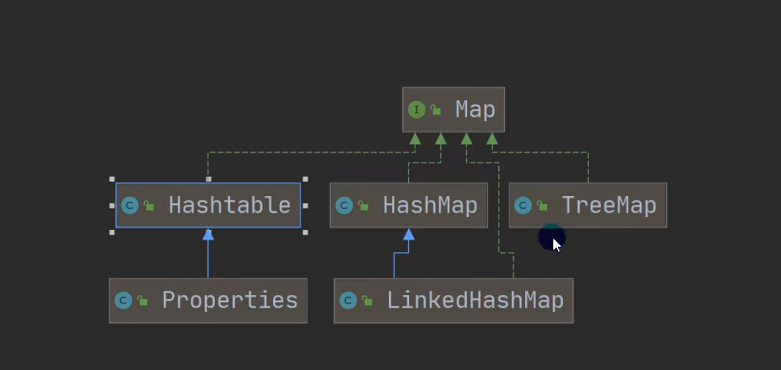 I Map
C Hashtable
C HashMap
C TreeMap
C Properties
C LinkedHashMap